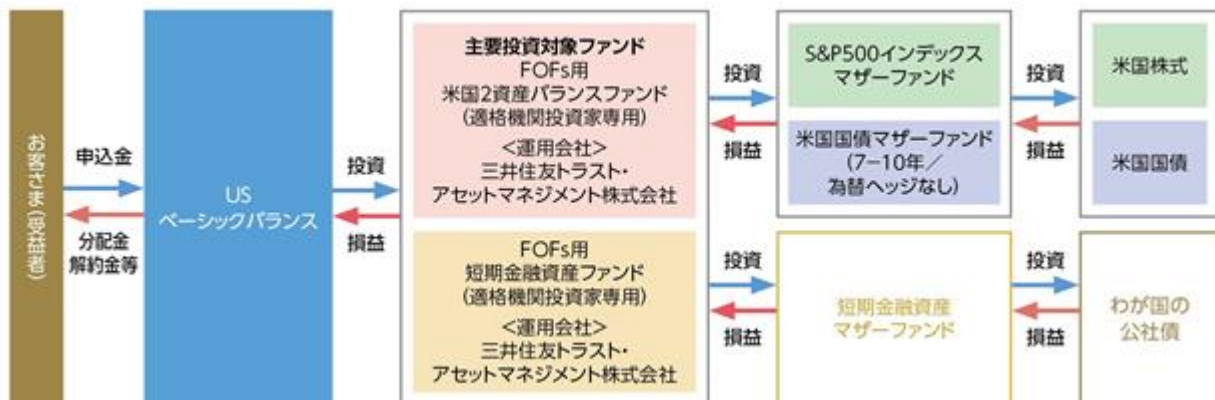 お客さま(受益者)
申込金
分配金
解約金等
US
ベーシックバランス
投資
損益
主要投資対象ファンド
FOFs用
米国2資産バランスファンド
(適格機関投資家専用)
<運用会社>
三井住友トラスト・
アセットマネジメント株式会社
FOFs用
短期金融資産ファンド
(適格機関投資家専用)
<運用会社>
三井住友トラスト・
アセットマネジメント株式会社
投資
損益
投資
損益
S&P500インデックス
マザーファンド
米国国債マザーファンド
(7−10年/
為替ヘッジなし)
短期金融資産
マザーファンド
投資
損益
投資
損益
米国株式
米国国債
わが国の
公社債